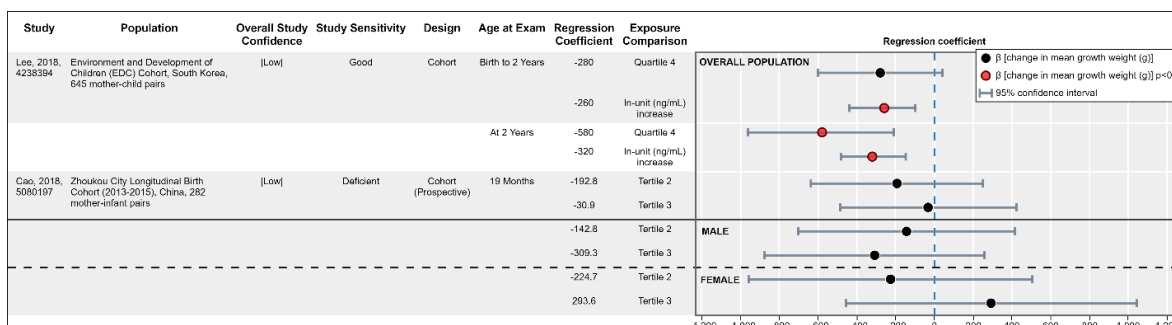 Study Population Overall Study Confidence Study Sensitivity Design Age at Exam Regression Coefficient Exposure Comparison
Regression coefficient
Lee, 2018, 4238394 Environment and Development of Children (EDC) Cohort, South Korea, 645 mother-child pairs |Low| Good Cohort Birth to 2 Years -280 Quartile 4
-260 ln-unit (ng/mL) increase
At 2 Years -580 Quartile 4
-320 ln-unit (ng/mL) increase
Cao, 2018, 5080197 Zhoukou City Longitudinal Birth Cohort (2013-2015), China, 282 mother-infant pairs |Low| Deficient Cohort (Prospective) 19 Months -192.8 Tertile 2
-30.9 Tertile 3
-142.8 Tertile 2
-309.3 Tertile 3
-224.7 Tertile 2
293.6 Tertile 3
OVERALL POPULATION
β [change in mean growth weight (g)]
β [change in mean growth weight (g)] p<0
95% confidence interval
MALE
FEMALE